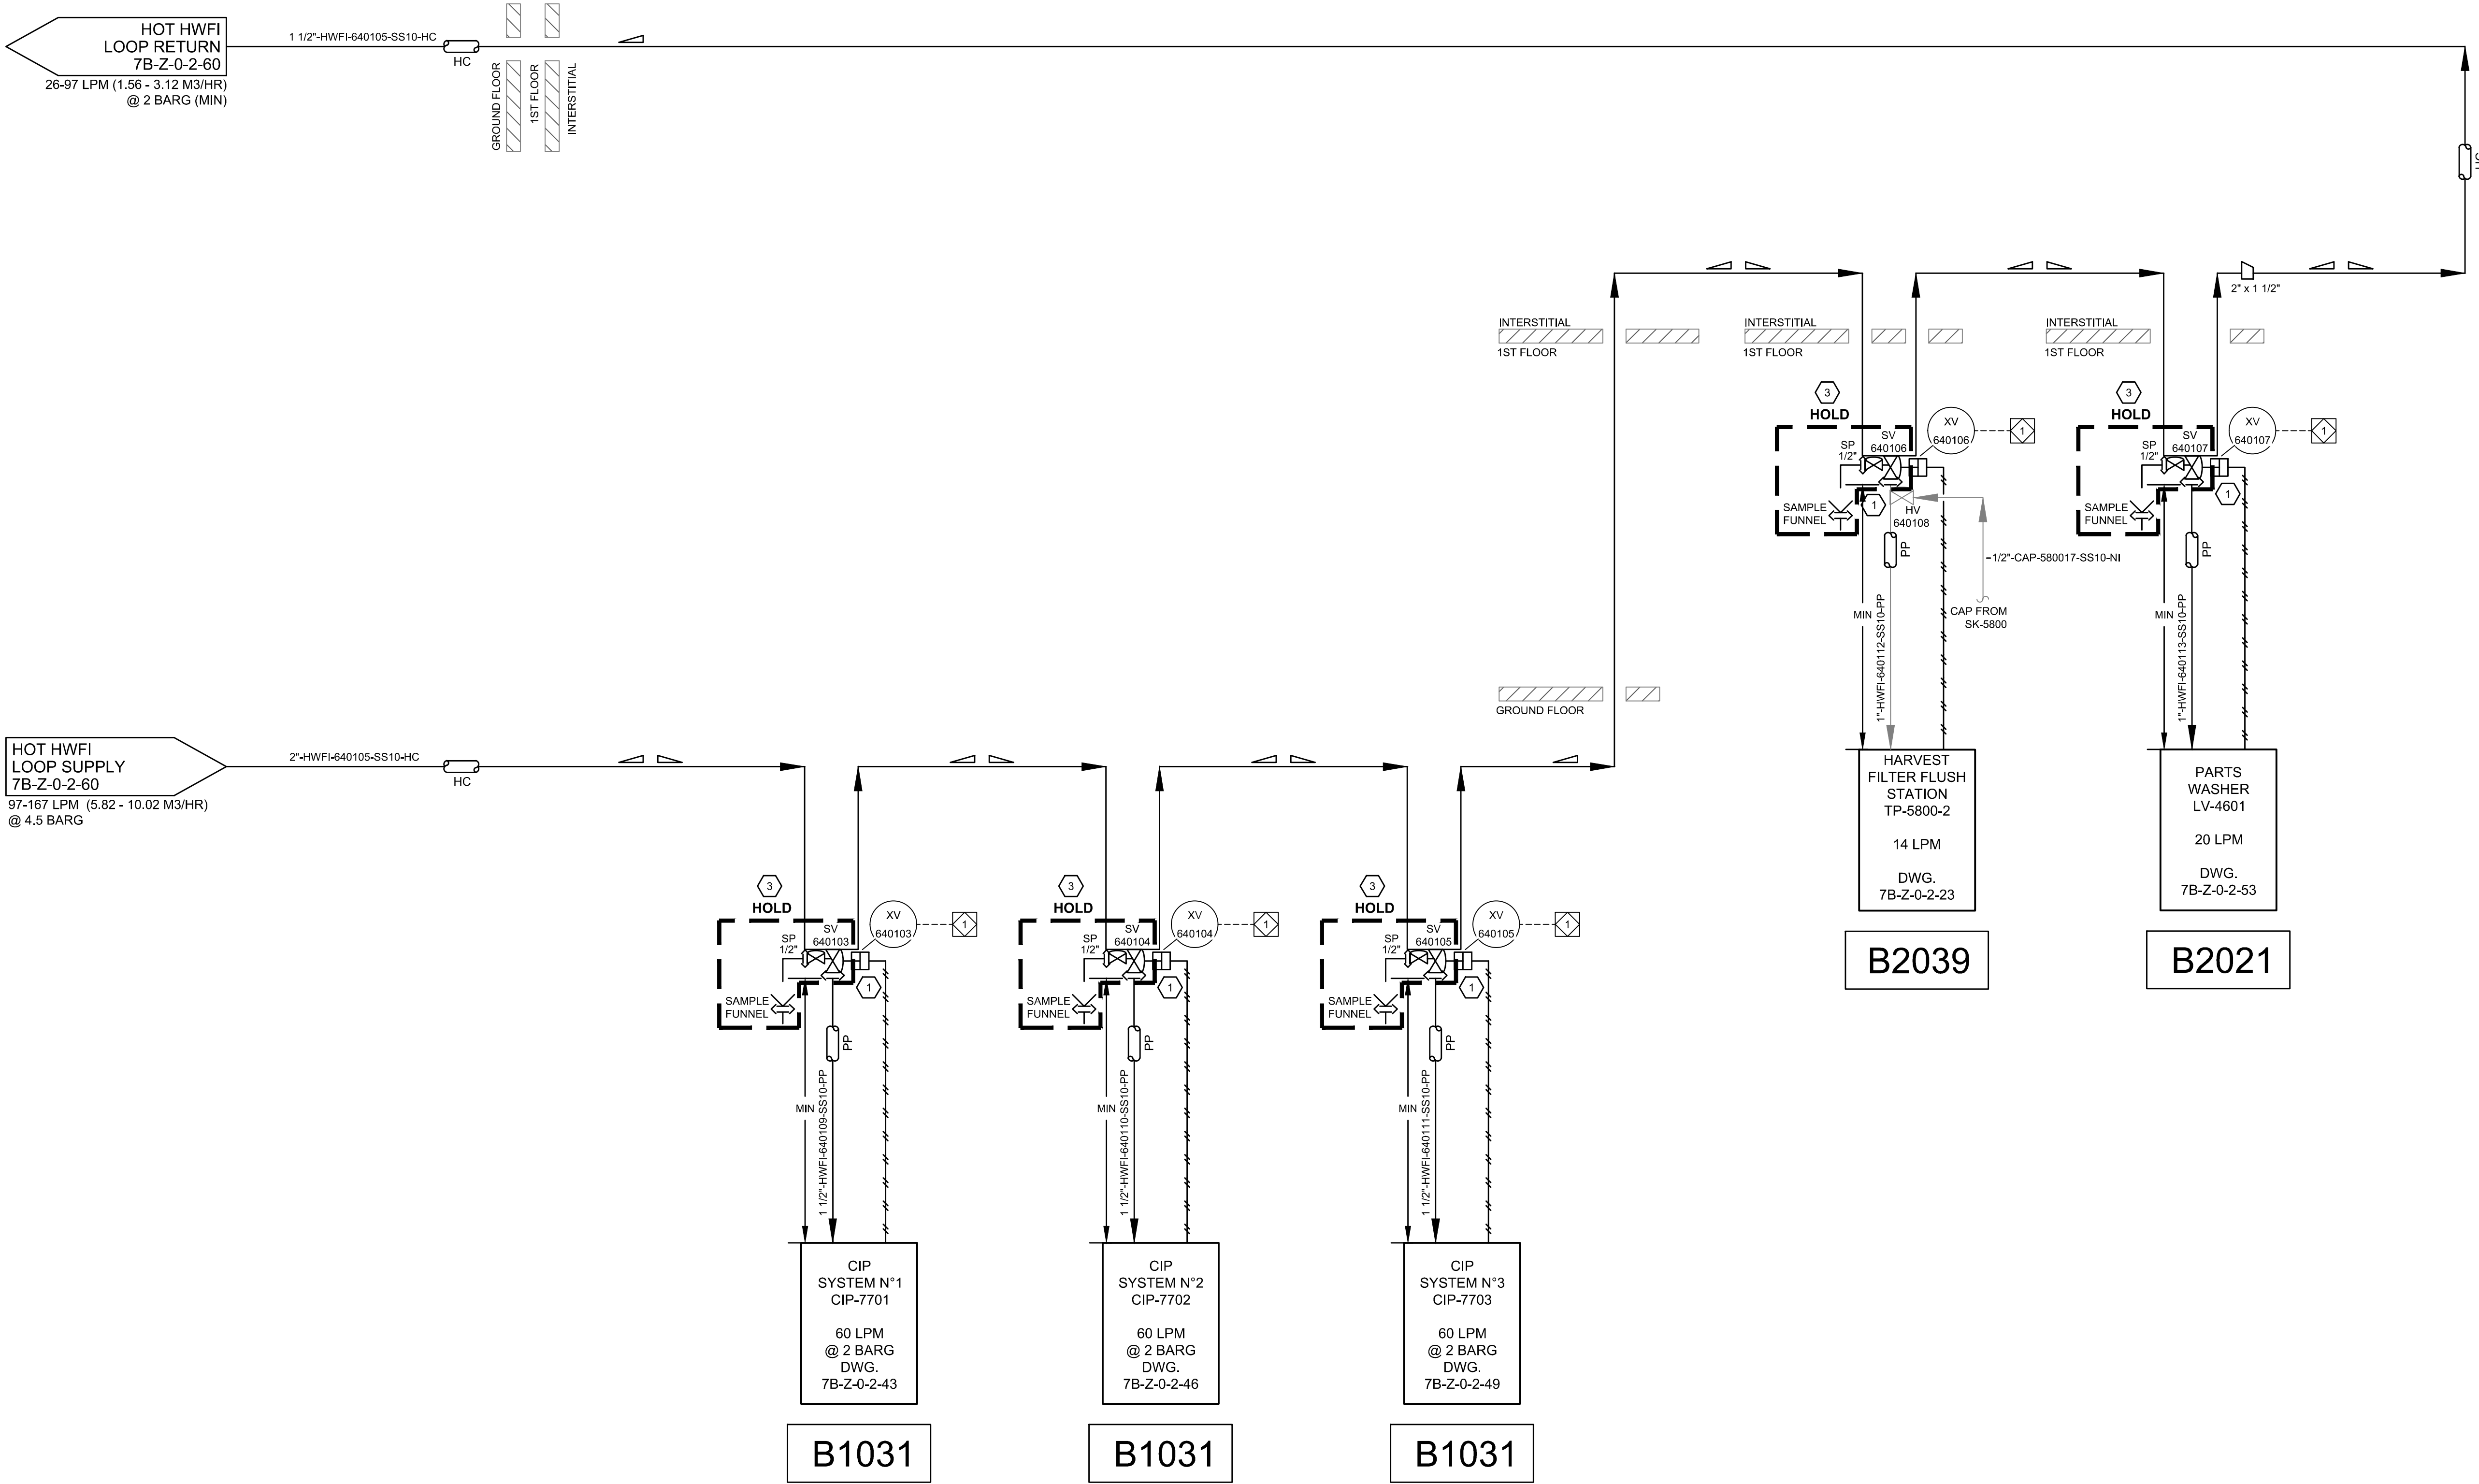 HOT HWFI
LOOP RETURN
7B-Z-0-2-60
26-97 LPM (1.56 - 3.12 M3/HR)
@ 2 BARG (MIN)
1 1/2"-HWFI-640105-SS10-HC
HC
GROUND FLOOR
1ST FLOOR
INTERSTITIAL
2" x 1 1/2"
INTERSTITIAL
1ST FLOOR
INTERSTITIAL
1ST FLOOR
INTERSTITIAL
1ST FLOOR
3
HOLD
SP
1/2"
SV
640106
XV
640106
1
SAMPLE
FUNNEL
1
HV
640108
PP
MIN
1"-HWFI-640112-SS10-PP
1/2"-CAP-580017-SS10-NI
CAP FROM
SK-5800
3
HOLD
SP
1/2"
SV
640107
XV
640107
1
SAMPLE
FUNNEL
1
PP
MIN
1"-HWFI-640113-SS10-PP
GROUND FLOOR
HARVEST
FILTER FLUSH
STATION
TP-5800-2
14 LPM
DWG.
7B-Z-0-2-23
B2039
PARTS
WASHER
LV-4601
20 LPM
DWG.
7B-Z-0-2-53
B2021
HOT HWFI
LOOP SUPPLY
7B-Z-0-2-60
97-167 LPM (5.82 - 10.02 M3/HR)
@ 4.5 BARG
2"-HWFI-640105-SS10-HC
HC
3
HOLD
SP
1/2"
SV
640103
XV
640103
1
SAMPLE
FUNNEL
1
PP
MIN
1 1/2"-HWFI-640109-SS10-PP
CIP
SYSTEM N°1
CIP-7701
60 LPM
@ 2 BARG
DWG.
7B-Z-0-2-43
B1031
3
HOLD
SP
1/2"
SV
640104
XV
640104
1
SAMPLE
FUNNEL
1
PP
MIN
1 1/2"-HWFI-640110-SS10-PP
CIP
SYSTEM N°2
CIP-7702
60 LPM
@ 2 BARG
DWG.
7B-Z-0-2-46
B1031
3
HOLD
SP
1/2"
SV
640105
XV
640105
1
SAMPLE
FUNNEL
1
PP
MIN
1 1/2"-HWFI-640111-SS10-PP
CIP
SYSTEM N°3
CIP-7703
60 LPM
@ 2 BARG
DWG.
7B-Z-0-2-49
B1031